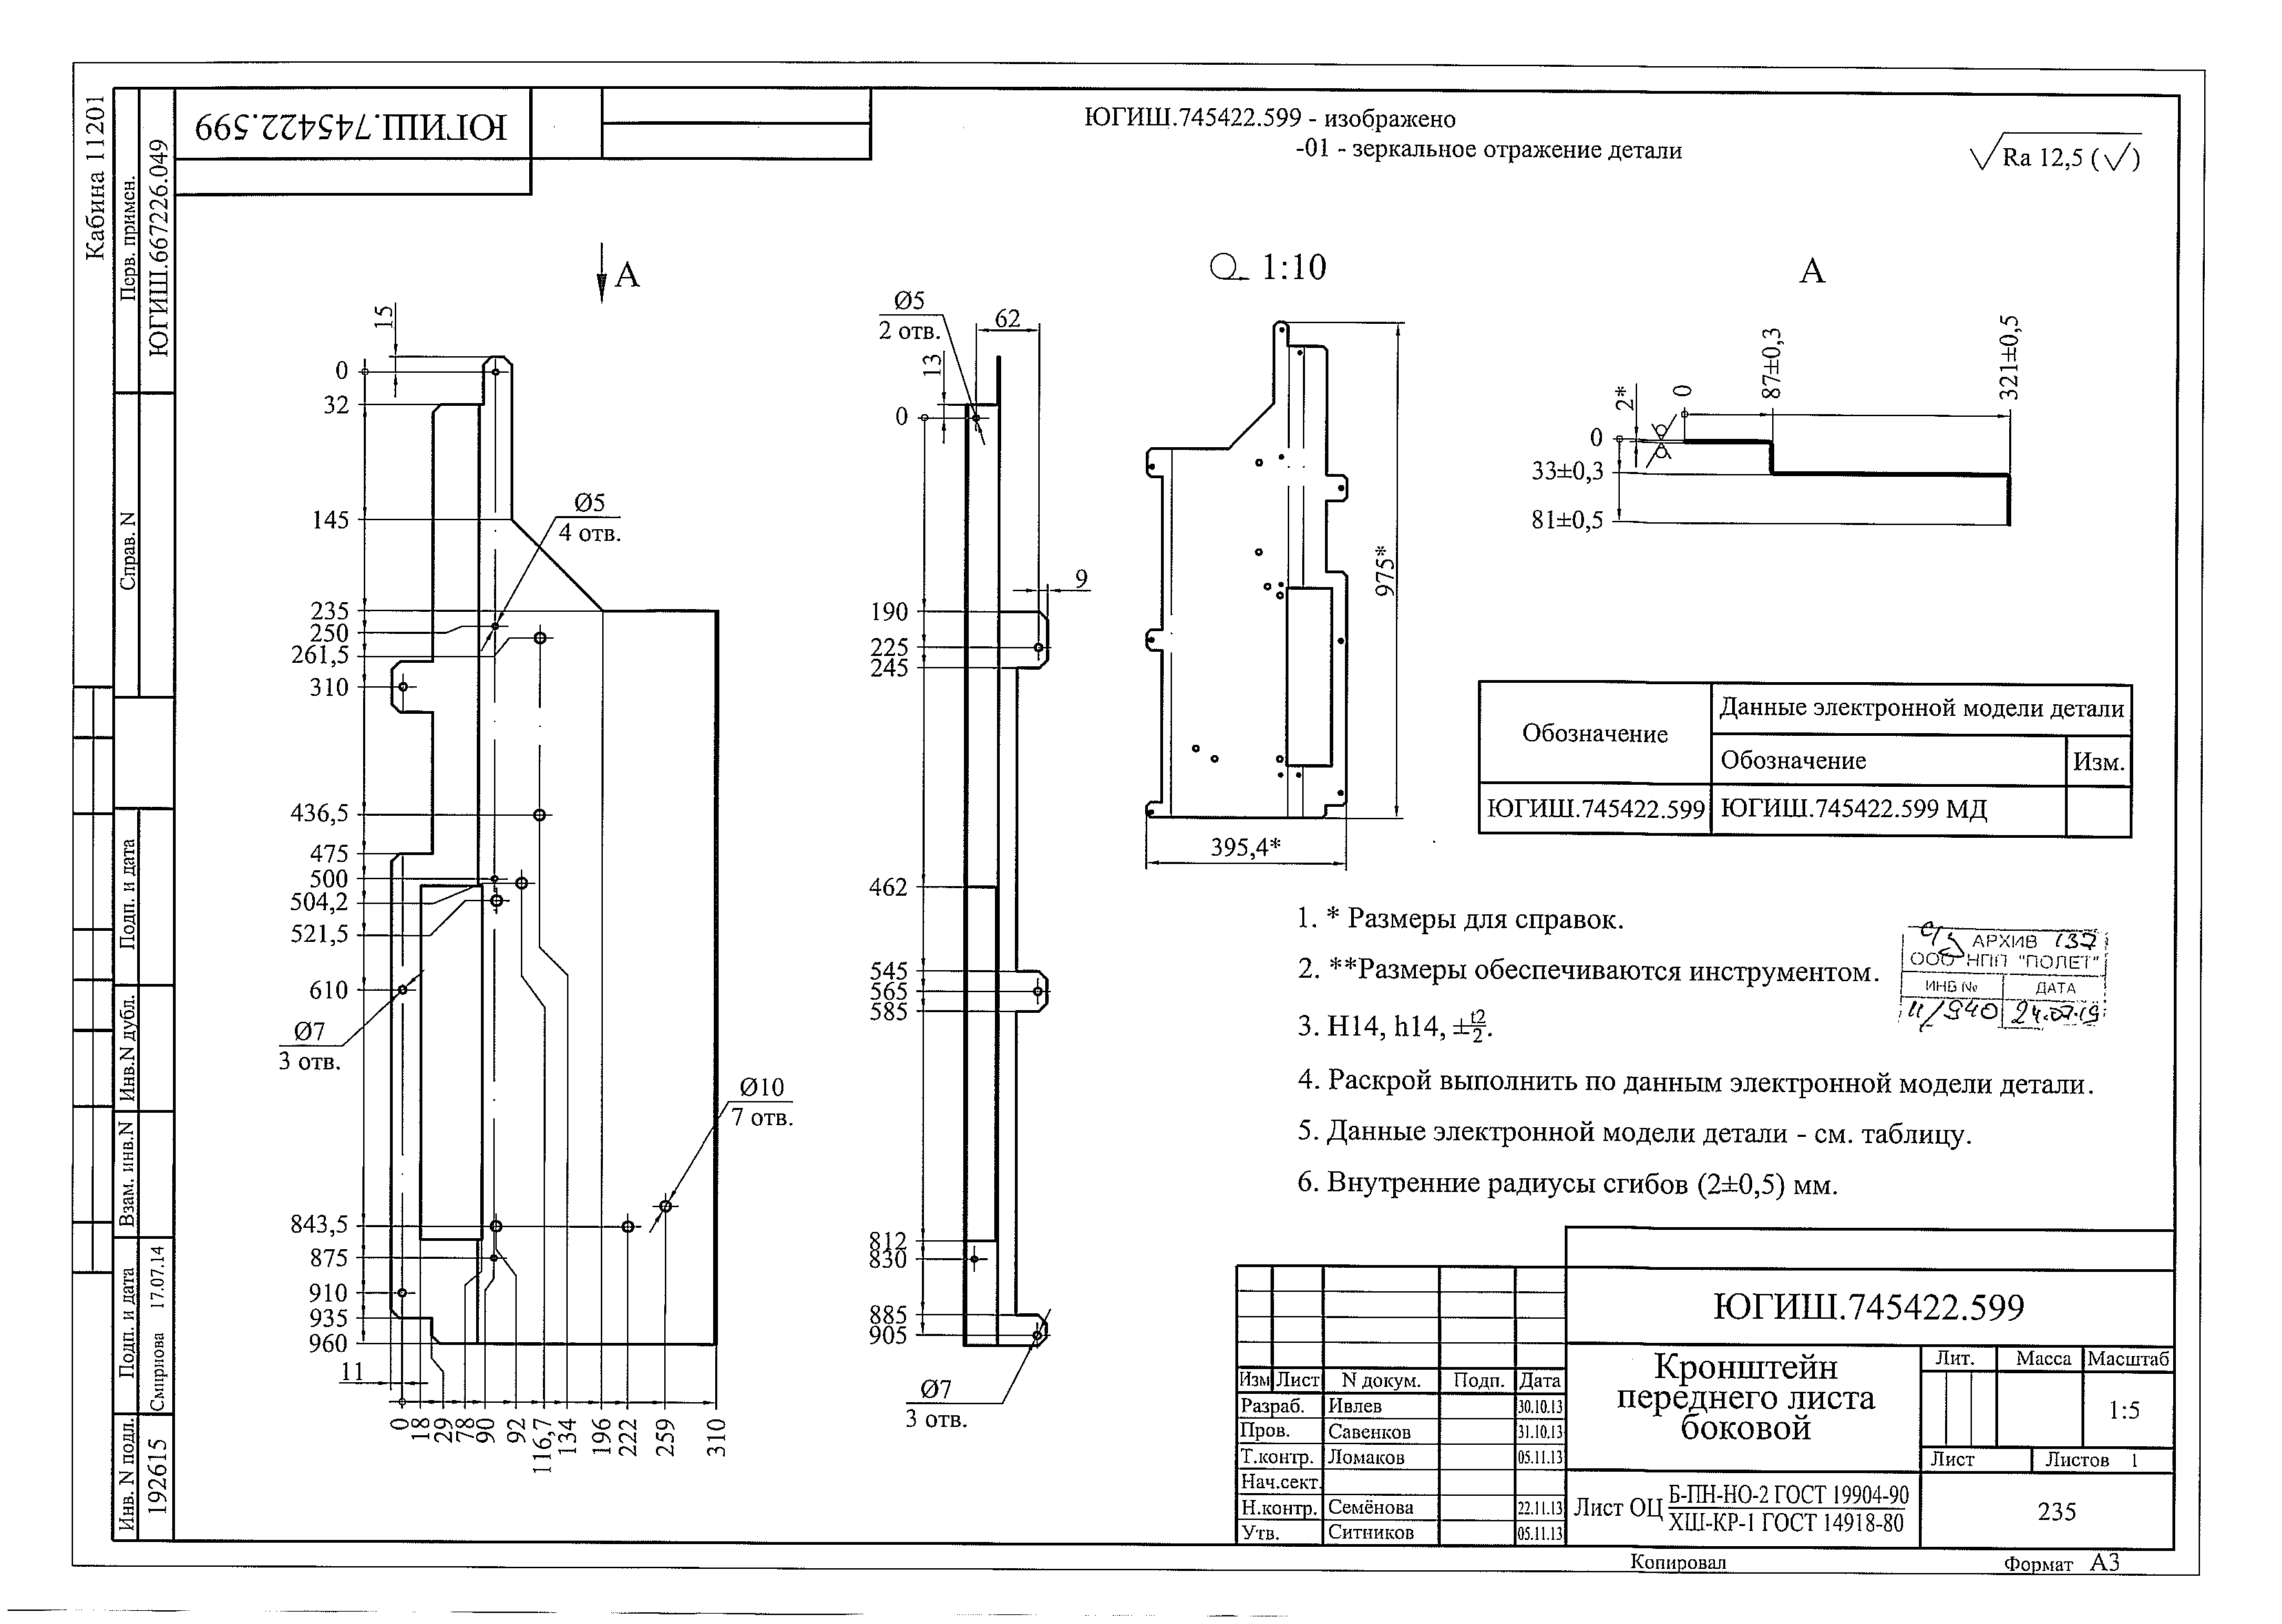 Кабина 11201
Перв. примен.
ЮГИШ.667226.049
Справ. N
Подп. и дата
Инв.N дубл.
Взам. инв.N
Подп. и дата
Смирнова 17.07.14
Инв. N подл.
192615
ЮГИШ.745422.599
ЮГИШ.745422.599 - изображено
-01 - зеркальное отражение детали
Ra 12,5 (√)
А
15
0
32
145
235
250
261,5
310
436,5
475
500
504,2
521,5
610
843,5
875
910
935
960
Ø5
4 отв.
Ø7
3 отв.
Ø10
7 отв.
11
0
18
29
78
90
92
116,7
134
196
222
259
310
Ø5
2 отв.
62
13
0
9
190
225
245
462
545
565
585
812
830
885
905
Ø7
3 отв.
1:10
975*
395,4*
А
2*
0
87±0,3
321±0,5
0
33±0,3
81±0,5
Обозначение
Данные электронной модели детали
Обозначение
Изм.
ЮГИШ.745422.599
ЮГИШ.745422.599 МД
1. * Размеры для справок.
2. **Размеры обеспечиваются инструментом.
3. H14, h14, ±t2/2.
4. Раскрой выполнить по данным электронной модели детали.
5. Данные электронной модели детали - см. таблицу.
6. Внутренние радиусы сгибов (2±0,5) мм.
АРХИВ 137
ООО НПП "ПОЛЕТ"
ИНВ № ДАТА
11/940 24.07.19
ЮГИШ.745422.599
Изм Лист N докум. Подп. Дата
Разраб. Ивлев 30.10.13
Пров. Савенков 31.10.13
Т.контр. Ломаков 05.11.13
Нач.сект.
Н.контр. Семёнова 22.11.13
Утв. Ситников 05.11.13
Кронштейн
переднего листа
боковой
Лит. Масса Масштаб
1:5
Лист Листов 1
Лист ОЦ Б-ПН-НО-2 ГОСТ 19904-90
ХШ-КР-1 ГОСТ 14918-80
235
Копировал
Формат А3